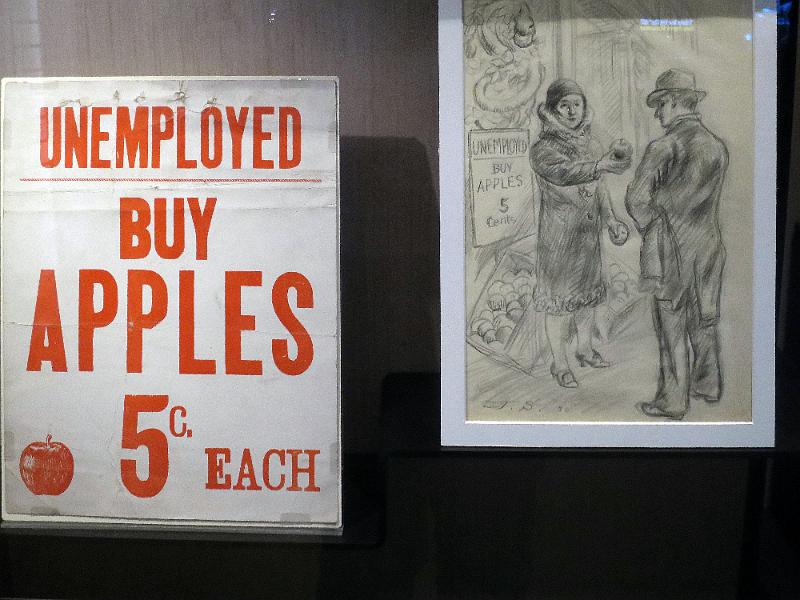 UNEMPLOYED
BUY
APPLES
5c.
EACH
UNEMPLOYED
BUY
APPLES
5
Cents